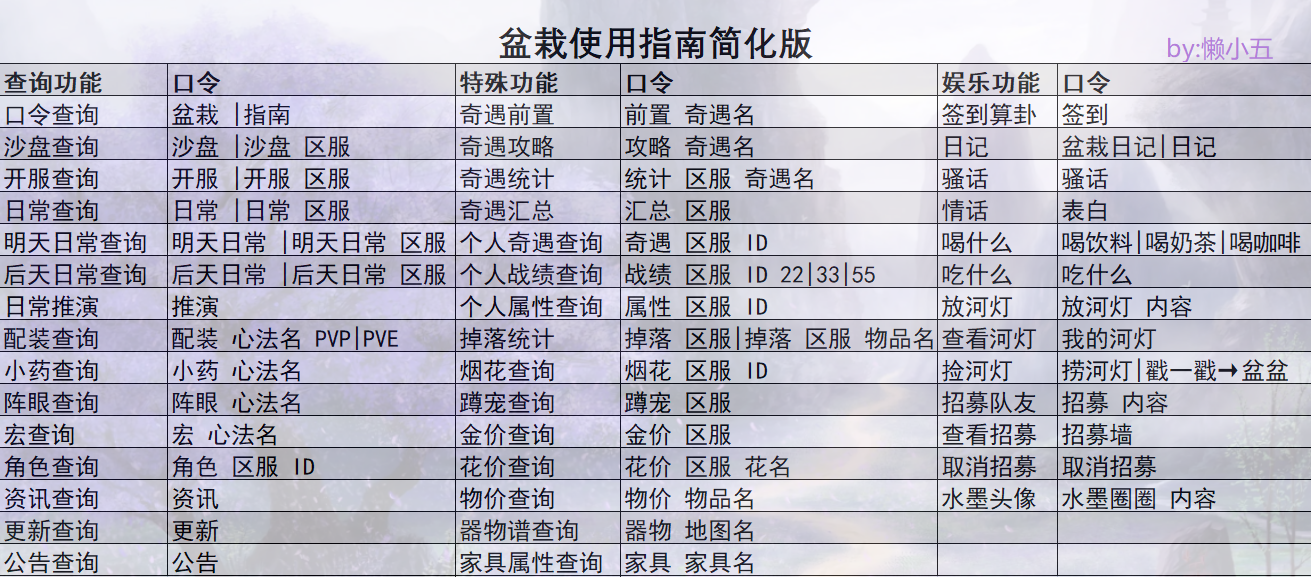 盆栽使用指南简化版
by:懒小五
查询功能 口令 特殊功能 口令 娱乐功能 口令
口令查询 盆栽 |指南 奇遇前置 前置 奇遇名 签到算卦 签到
沙盘查询 沙盘 |沙盘 区服 奇遇攻略 攻略 奇遇名 日记 盆栽日记|日记
开服查询 开服 |开服 区服 奇遇统计 统计 区服 奇遇名 骚话 骚话
日常查询 日常 |日常 区服 奇遇汇总 汇总 区服 情话 表白
明天日常查询 明天日常 |明天日常 区服 个人奇遇查询 奇遇 区服 ID 喝什么 喝饮料|喝奶茶|喝咖啡
后天日常查询 后天日常 |后天日常 区服 个人战绩查询 战绩 区服 ID 22|33|55 吃什么 吃什么
日常推演 推演 个人属性查询 属性 区服 ID 放河灯 放河灯 内容
配装查询 配装 心法名 PVP|PVE 掉落统计 掉落 区服|掉落 区服 物品名 查看河灯 我的河灯
小药查询 小药 心法名 烟花查询 烟花 区服 ID 捡河灯 捞河灯|戳一戳→盆盆
阵眼查询 阵眼 心法名 蹲宠查询 蹲宠 区服 招募队友 招募 内容
宏查询 宏 心法名 金价查询 金价 区服 查看招募 招募墙
角色查询 角色 区服 ID 花价查询 花价 区服 花名 取消招募 取消招募
资讯查询 资讯 物价查询 物价 物品名 水墨头像 水墨圈圈 内容
更新查询 更新 器物谱查询 器物 地图名
公告查询 公告 家具属性查询 家具 家具名